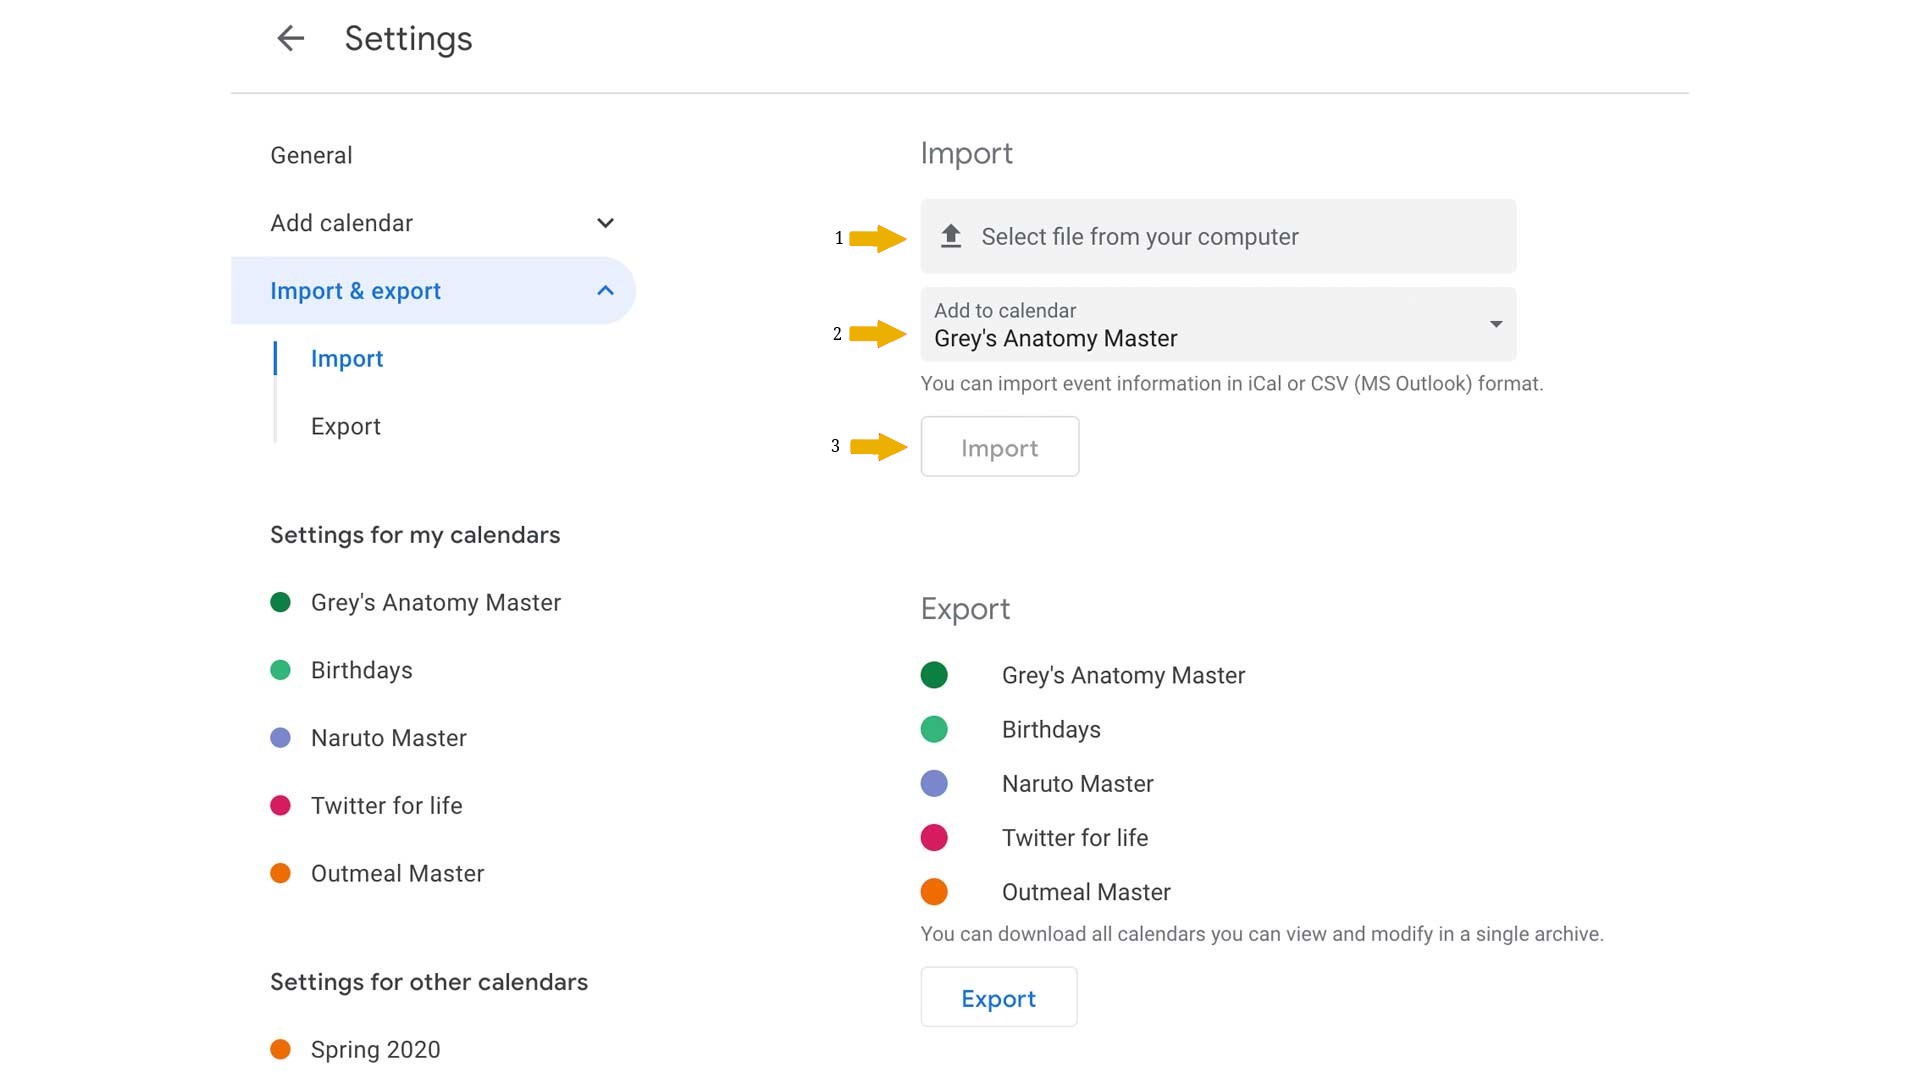 Settings
General
Add calendar
Import & export
Import
Export
Settings for my calendars
Grey's Anatomy Master
Birthdays
Naruto Master
Twitter for life
Outmeal Master
Settings for other calendars
Spring 2020
Import
1
Select file from your computer
2
Add to calendar
Grey's Anatomy Master
You can import event information in iCal or CSV (MS Outlook) format.
3
Import
Export
Grey's Anatomy Master
Birthdays
Naruto Master
Twitter for life
Outmeal Master
You can download all calendars you can view and modify in a single archive.
Export